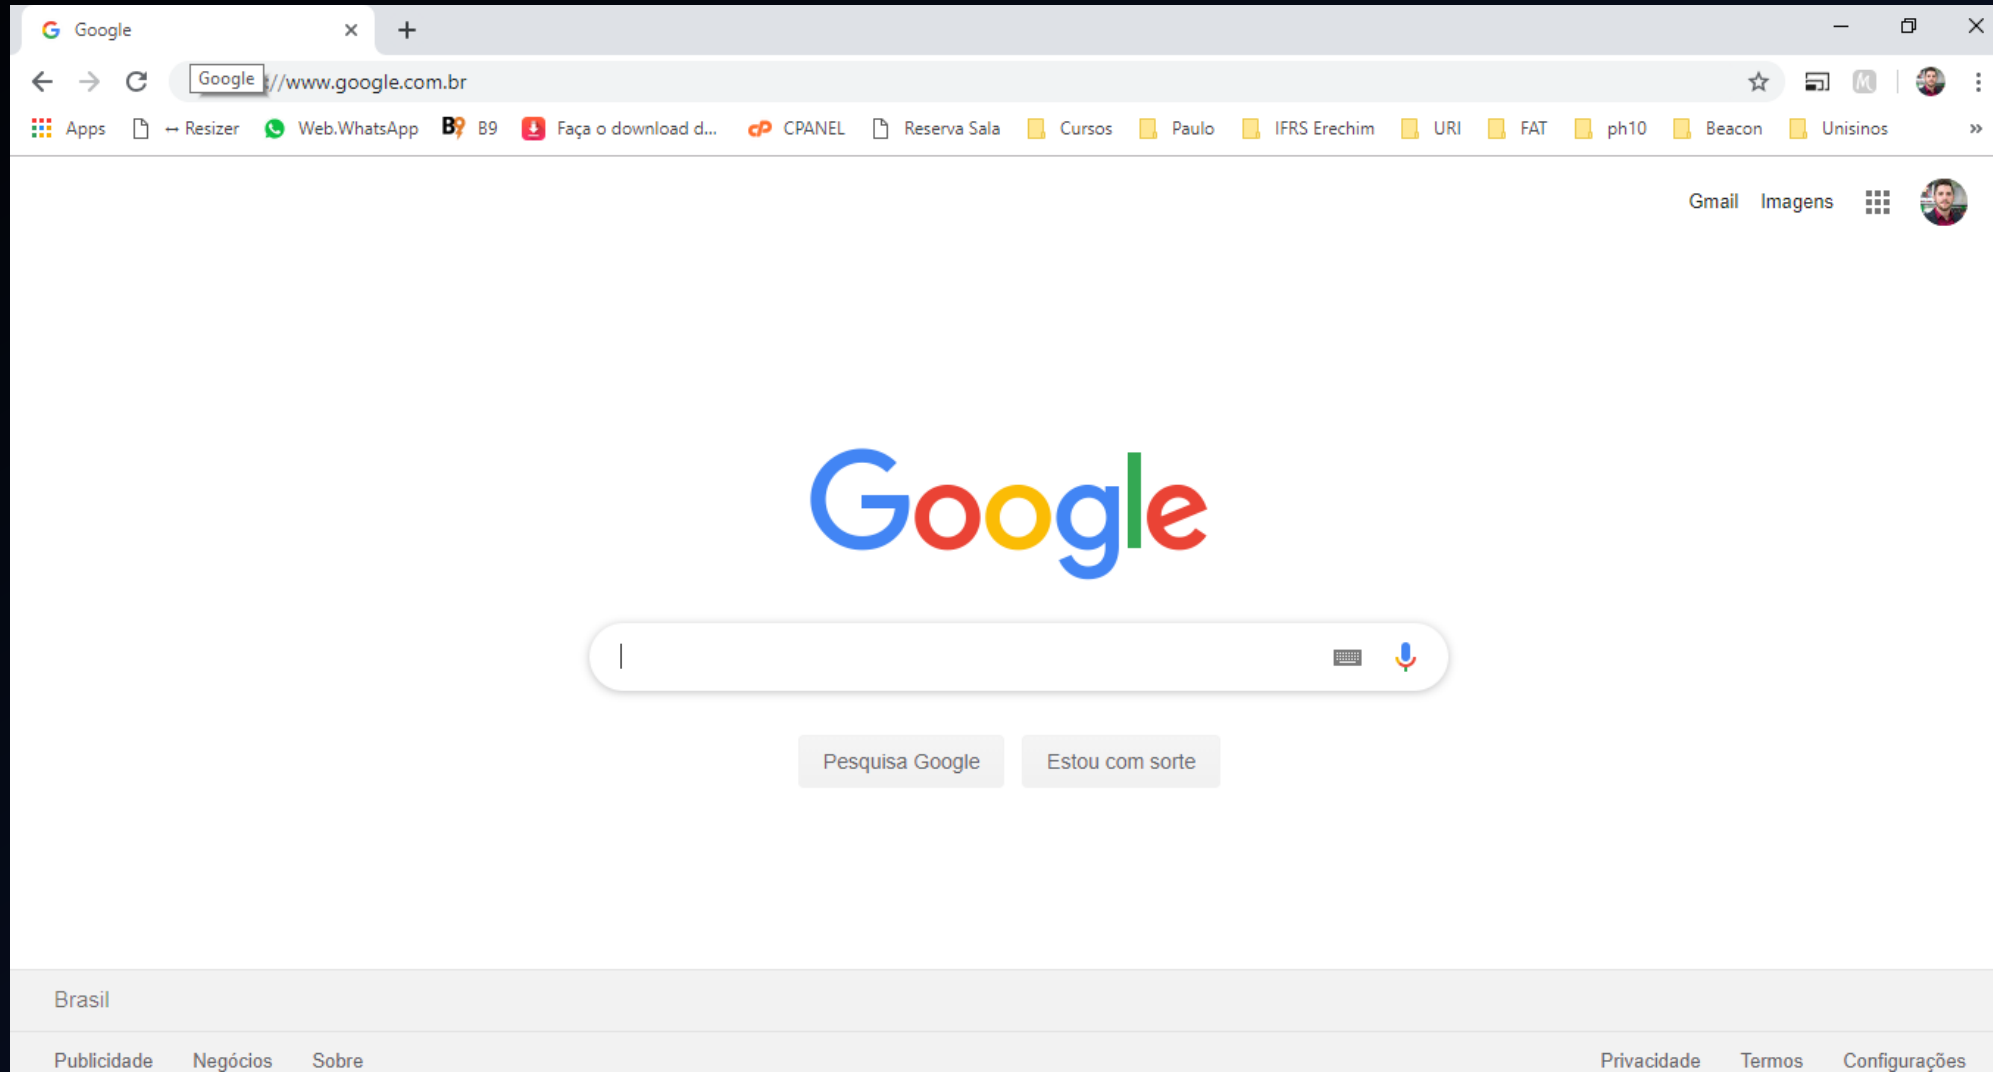 Google
Google ://www.google.com.br
Apps ↔ Resizer Web.WhatsApp B9 B9 Faça o download d... cP CPANEL Reserva Sala Cursos Paulo IFRS Erechim URI FAT ph10 Beacon Unisinos »
Gmail Imagens
Google
Pesquisa Google Estou com sorte
Brasil
Publicidade Negócios Sobre Privacidade Termos Configurações